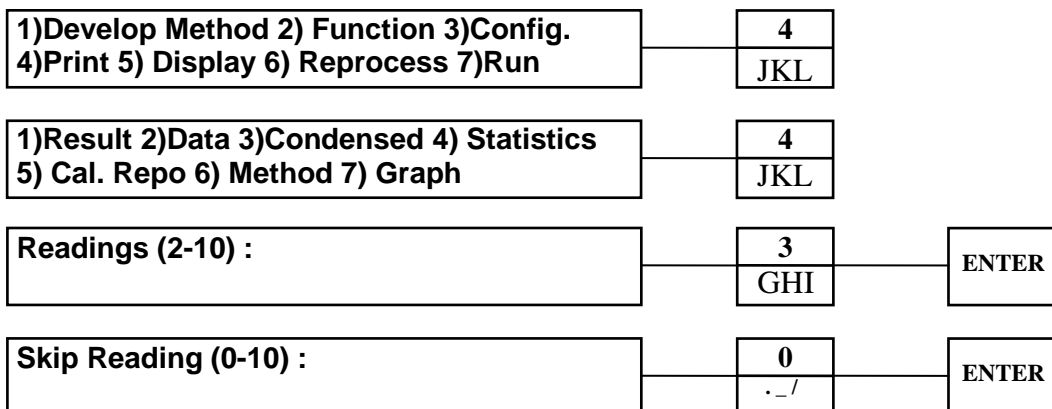 1)Develop Method 2) Function 3)Config.
4)Print 5) Display 6) Reprocess 7)Run
4
JKL
1)Result 2)Data 3)Condensed 4) Statistics
5) Cal. Repo 6) Method 7) Graph
4
JKL
Readings (2-10) :
3
GHI
ENTER
Skip Reading (0-10) :
0
. _ /
ENTER